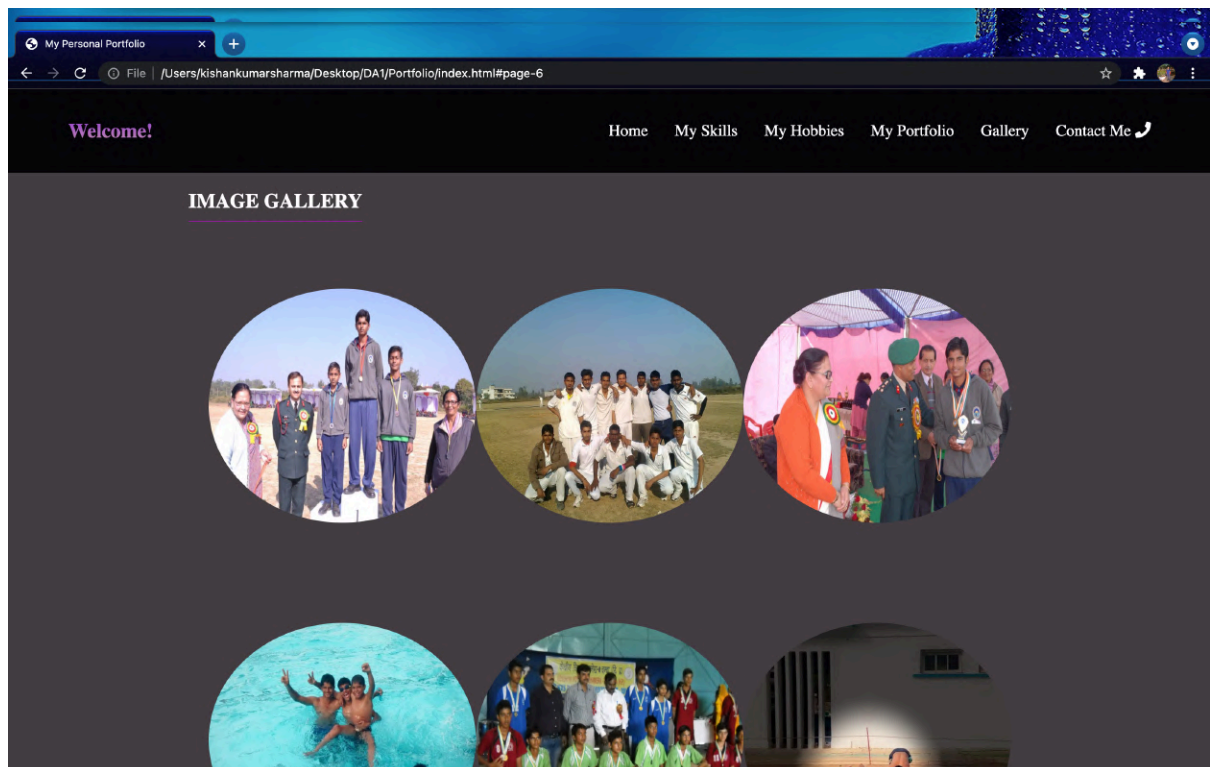 My Personal Portfolio
File | /Users/kishankumarsharma/Desktop/DA1/Portfolio/index.html#page-6
Welcome! Home My Skills My Hobbies My Portfolio Gallery Contact Me
IMAGE GALLERY